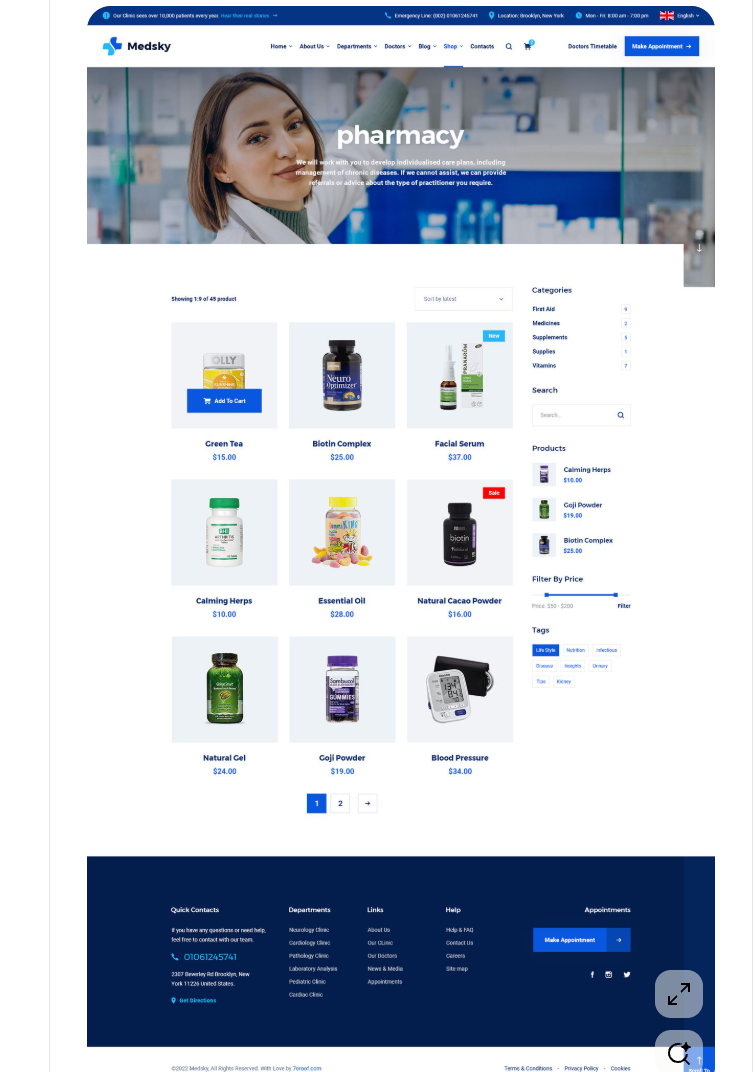 Our Clinic sees over 10,000 patients every year. Hear their real stories →
Emergency Line: (002) 01061245741
Location: Brooklyn, New York
Mon - Fri: 8:00 am - 7:00 pm
English
Medsky
Home
About Us
Departments
Doctors
Blog
Shop
Contacts
Doctors Timetable
Make Appointment →
pharmacy
We will work with you to develop individualised care plans, including
management of chronic diseases. If we cannot assist, we can provide
referrals or advice about the type of practitioner you require.
Showing 1:9 of 45 product
Sort by latest
OLLY
Add To Cart
Green Tea
$15.00
Neuro
Optimizer
Biotin Complex
$25.00
New
PRANARÔM
Facial Serum
$37.00
ARTHRITIS
Calming Herps
$10.00
KING
Essential Oil
$28.00
Sale
biotin
Natural Cacao Powder
$16.00
Natural Gel
$24.00
Sambucol
GUMMIES
Goji Powder
$19.00
Blood Pressure
$34.00
1
2
→
Categories
First Aid
9
Medicines
2
Supplements
Supplies
1
Vitamins
7
Search
Search..
Products
Calming Herps
$10.00
Goji Powder
$19.00
Biotin Complex
$25.00
Filter By Price
Price: $50 - $200
Filter
Tags
Life Style
Nutrition
Infectious
Disease
Insights
Urinary
Tips
Kidney
Quick Contacts
If you have any questions or need help,
feel free to contact with our team.
01061245741
2307 Beverley Rd Brooklyn, New
York 11226 United States.
Get Directions
Departments
Neurology Clinic
Cardiology Clinic
Pathology Clinic
Laboratory Analysis
Pediatric Clinic
Cardiac Clinic
Links
About Us
Our CLinic
Our Doctors
News & Media
Appointments
Help
Help & FAQ
Contact Us
Careers
Site map
Appointments
Make Appointment →
©2022 Medsky, All Rights Reserved. With Love by 7oroof.com
Terms & Conditions - Privacy Policy - Cookies
Scroll To